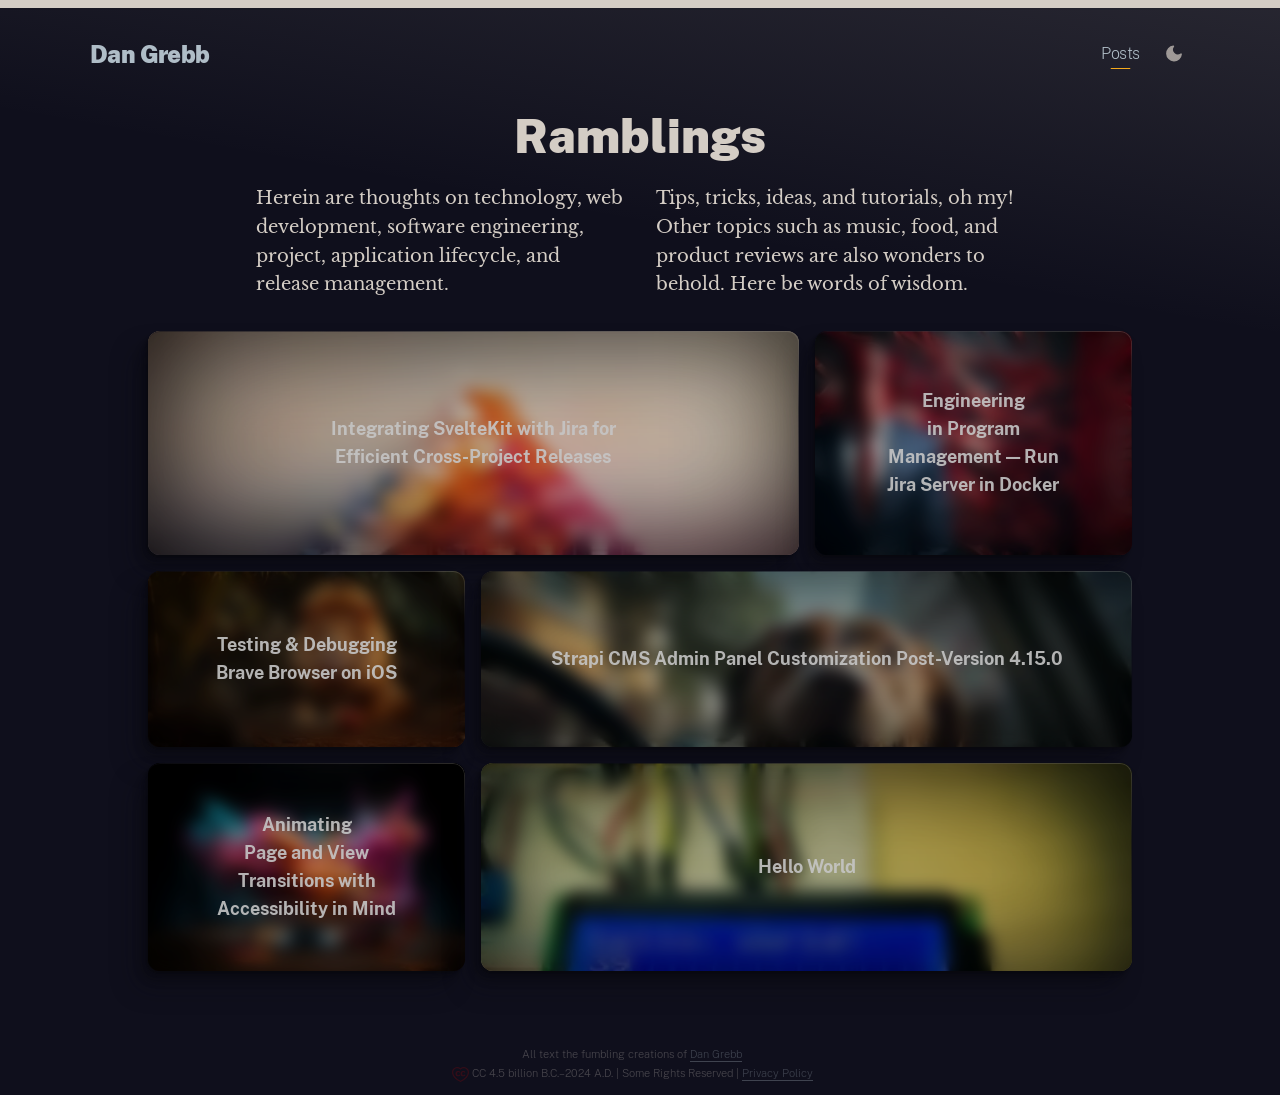 Dan Grebb
Posts
Ramblings
Herein are thoughts on technology, web
development, software engineering,
project, application lifecycle, and
release management.
Tips, tricks, ideas, and tutorials, oh my!
Other topics such as music, food, and
product reviews are also wonders to
behold. Here be words of wisdom.
Integrating SvelteKit with Jira for
Efficient Cross-Project Releases
Engineering
in Program
Management — Run
Jira Server in Docker
Testing & Debugging
Brave Browser on iOS
Strapi CMS Admin Panel Customization Post-Version 4.15.0
Animating
Page and View
Transitions with
Accessibility in Mind
Hello World
All text the fumbling creations of Dan Grebb
CC 4.5 billion B.C.–2024 A.D. | Some Rights Reserved | Privacy Policy